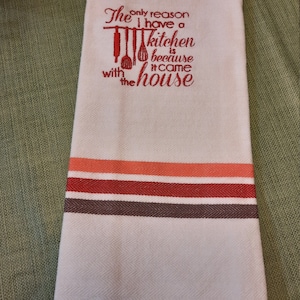 The only reason
i have a
kitchen
is
because
it came
with the house